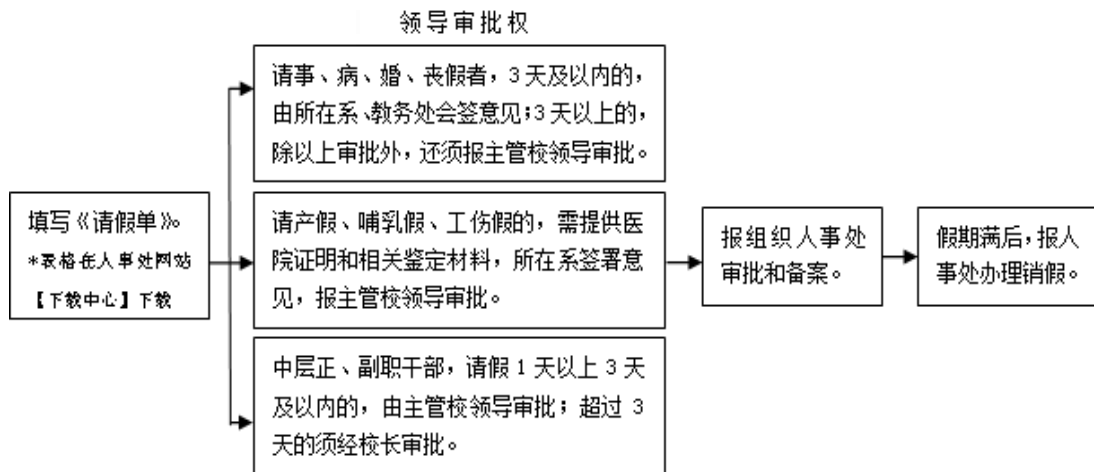 领导审批权
请事、病、婚、丧假者，3天及以内的，
由所在系、教务处会签意见；3天以上的，
除以上审批外，还须报主管校领导审批。
填写《请假单》。
*表格在人事处网站
【下载中心】下载
请产假、哺乳假、工伤假的，需提供医
院证明和相关鉴定材料，所在系签署意
见，报主管校领导审批。
报组织人事处
审批和备案。
假期满后，报人
事处办理销假。
中层正、副职干部，请假1天以上3天
及以内的，由主管校领导审批；超过3
天的须经校长审批。